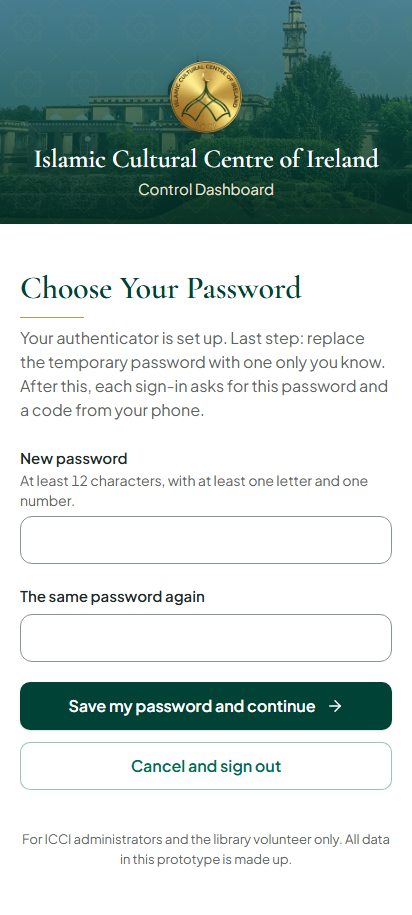 ISLAMIC CULTURAL CENTRE OF IRELAND
Islamic Cultural Centre of Ireland
Control Dashboard
Choose Your Password
Your authenticator is set up. Last step: replace
the temporary password with one only you know.
After this, each sign-in asks for this password and
a code from your phone.
New password
At least 12 characters, with at least one letter and one
number.
The same password again
Save my password and continue →
Cancel and sign out
For ICCI administrators and the library volunteer only. All data
in this prototype is made up.